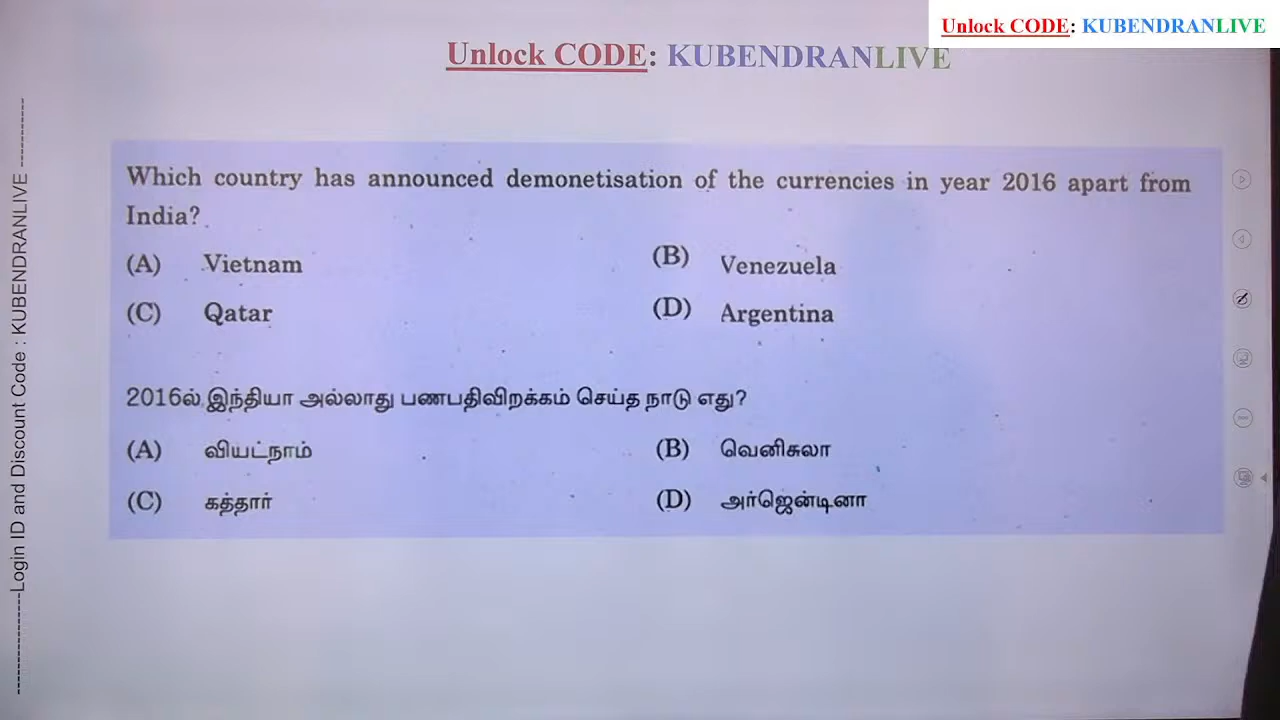 Unlock CODE: KUBENDRANLIVE
Unlock CODE: KUBENDRANLIVE
Which country has announced demonetisation of the currencies in year 2016 apart from
India?
(A) Vietnam (B) Venezuela
(C) Qatar (D) Argentina
2016ல் இந்தியா அல்லாது பணபதிவிறக்கம் செய்த நாடு எது?
(A) வியட்நாம் (B) வெனிசுலா
(C) கத்தார் (D) அர்ஜென்டினா
---------------Login ID and Discount Code : KUBENDRANLIVE ----------